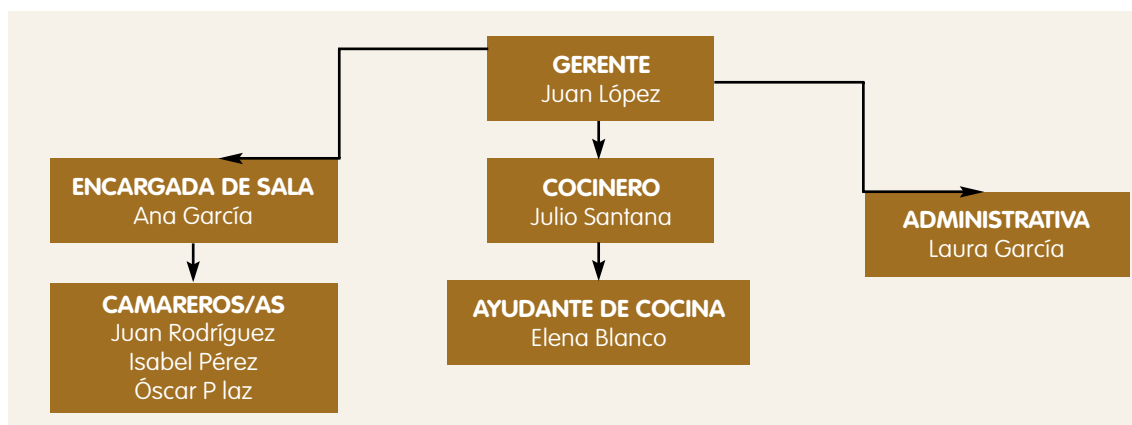 GERENTE
Juan López
ENCARGADA DE SALA
Ana García
COCINERO
Julio Santana
ADMINISTRATIVA
Laura García
CAMAREROS/AS
Juan Rodríguez
Isabel Pérez
Óscar P laz
AYUDANTE DE COCINA
Elena Blanco